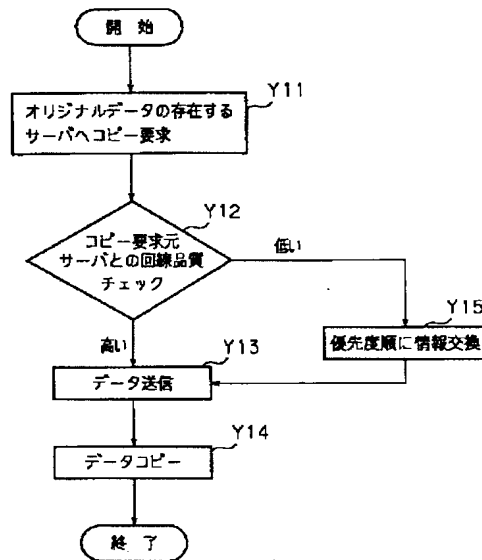 開 始
Y11
オリジナルデータの存在する
サーバへコピー要求
Y12
コピー要求元
サーバとの回線品質
チェック
低い
高い
Y15
優先度順に情報交換
Y13
データ送信
Y14
データコピー
終 了